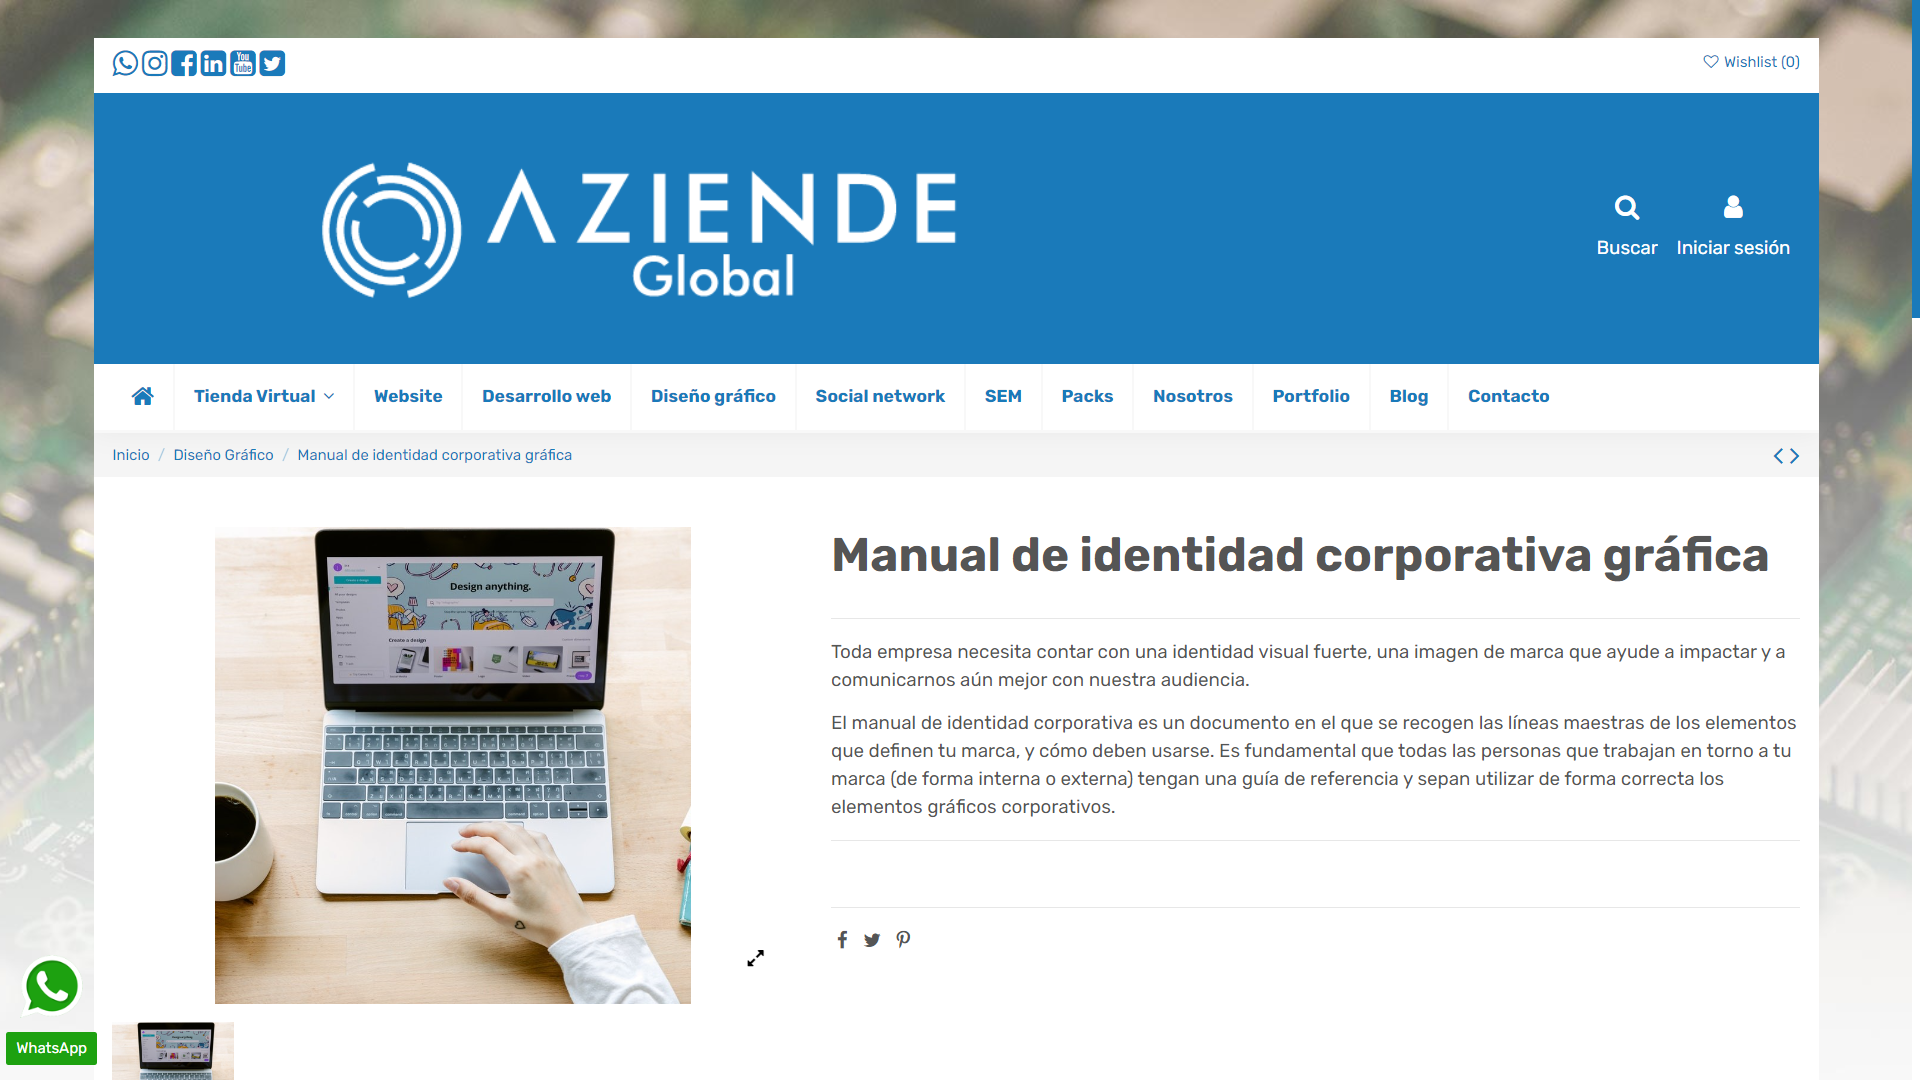 Wishlist (0)
AZIENDE
Global
Buscar
Iniciar sesión
Tienda Virtual
Website
Desarrollo web
Diseño gráfico
Social network
SEM
Packs
Nosotros
Portfolio
Blog
Contacto
Inicio / Diseño Gráfico / Manual de identidad corporativa gráfica
Design anything.
Create a design
Manual de identidad corporativa gráfica
Toda empresa necesita contar con una identidad visual fuerte, una imagen de marca que ayude a impactar y a
comunicarnos aún mejor con nuestra audiencia.
El manual de identidad corporativa es un documento en el que se recogen las líneas maestras de los elementos
que definen tu marca, y cómo deben usarse. Es fundamental que todas las personas que trabajan en torno a tu
marca (de forma interna o externa) tengan una guía de referencia y sepan utilizar de forma correcta los
elementos gráficos corporativos.
WhatsApp